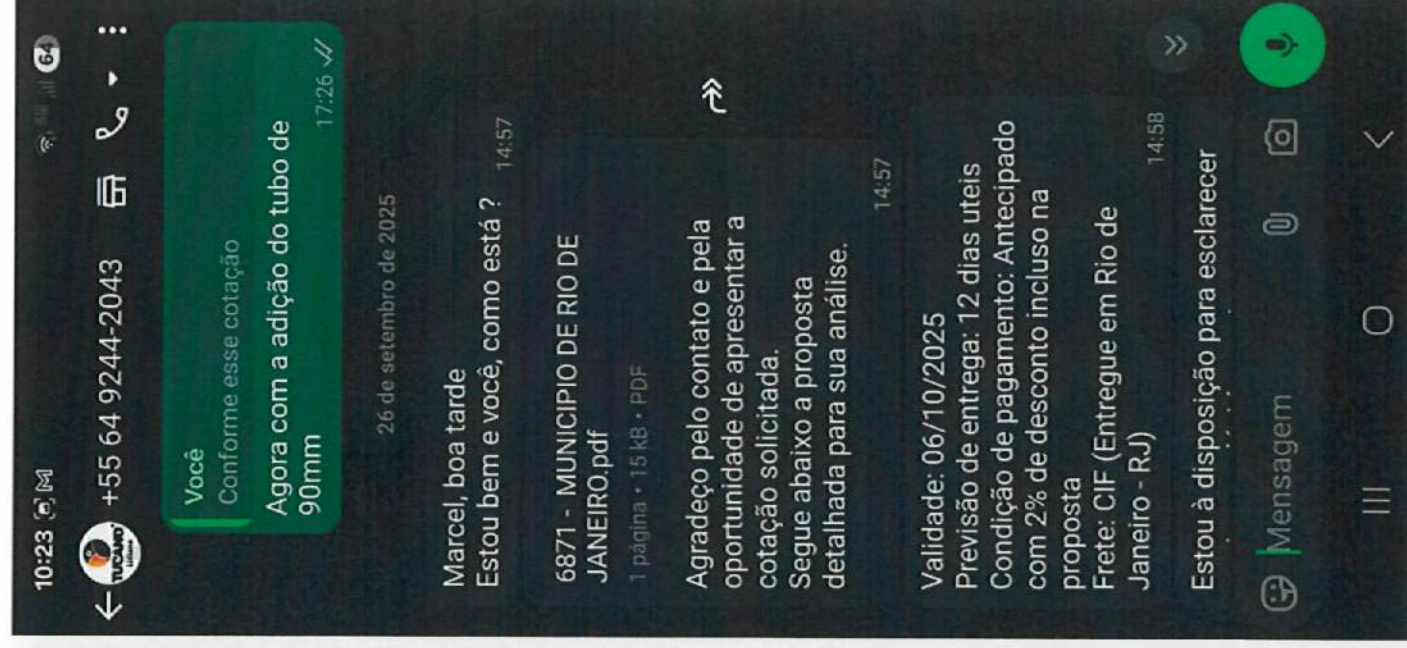 10:23
64
+55 64 92244-2043
TUCANO
Você
Conforme esse cotação
Agora com a adição do tubo de
90mm
17:26
26 de setembro de 2025
Marcel, boa tarde
Estou bem e você, como está ?
14:57
6871 - MUNICIPIO DE RIO DE
JANEIRO.pdf
1 página • 15 kB • PDF
Agradeço pelo contato e pela
oportunidade de apresentar a
cotação solicitada.
Segue abaixo a proposta
detalhada para sua análise.
14:57
Validade: 06/10/2025
Previsão de entrega: 12 dias uteis
Condição de pagamento: Antecipado
com 2% de desconto incluso na
proposta
Frete: CIF (Entregue em Rio de
Janeiro - RJ)
14:58
Estou à disposição para esclarecer
Mensagem